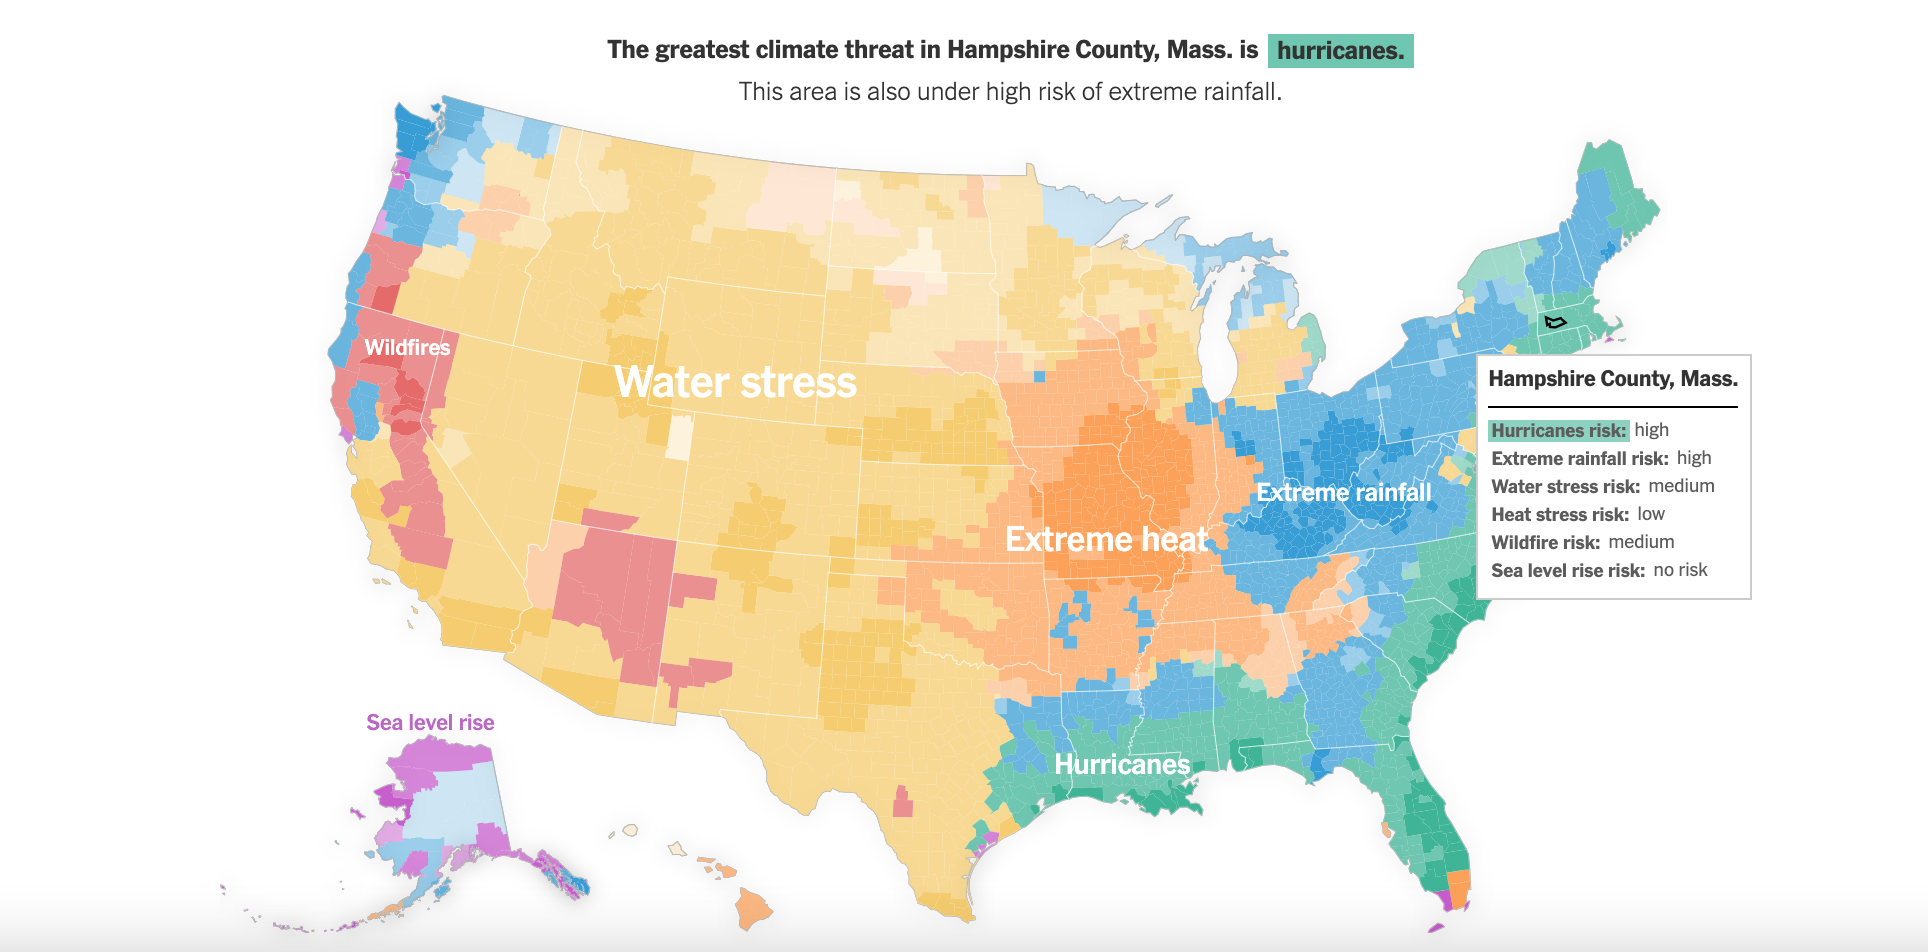 The greatest climate threat in Hampshire County, Mass. is hurricanes.
This area is also under high risk of extreme rainfall.
Wildfires
Water stress
Hampshire County, Mass.
Hurricanes risk: high
Extreme rainfall risk: high
Water stress risk: medium
Heat stress risk: low
Wildfire risk: medium
Sea level rise risk: no risk
Extreme rainfall
Extreme heat
Sea level rise
Hurricanes